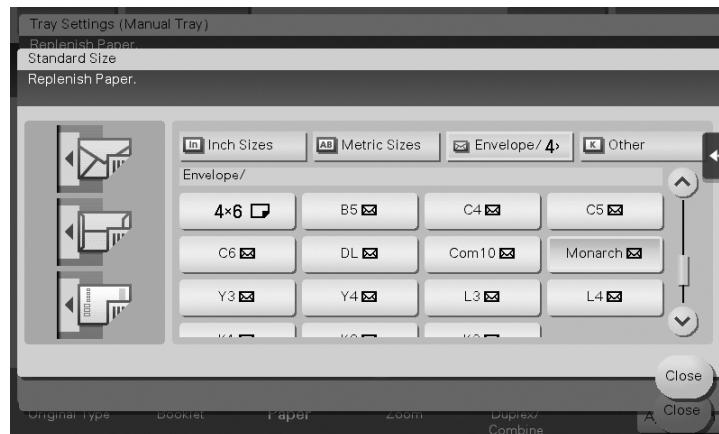 Tray Settings (Manual Tray)
Replenish Paper.
Standard Size
Replenish Paper.
Inch Sizes Metric Sizes Envelope/ 4› Other
Envelope/
4×6 B5 C4 C5
C6 DL Com10 Monarch
Y3 Y4 L3 L4
Close
Original Type Booklet Paper Zoom Duplex/ Close
Combine